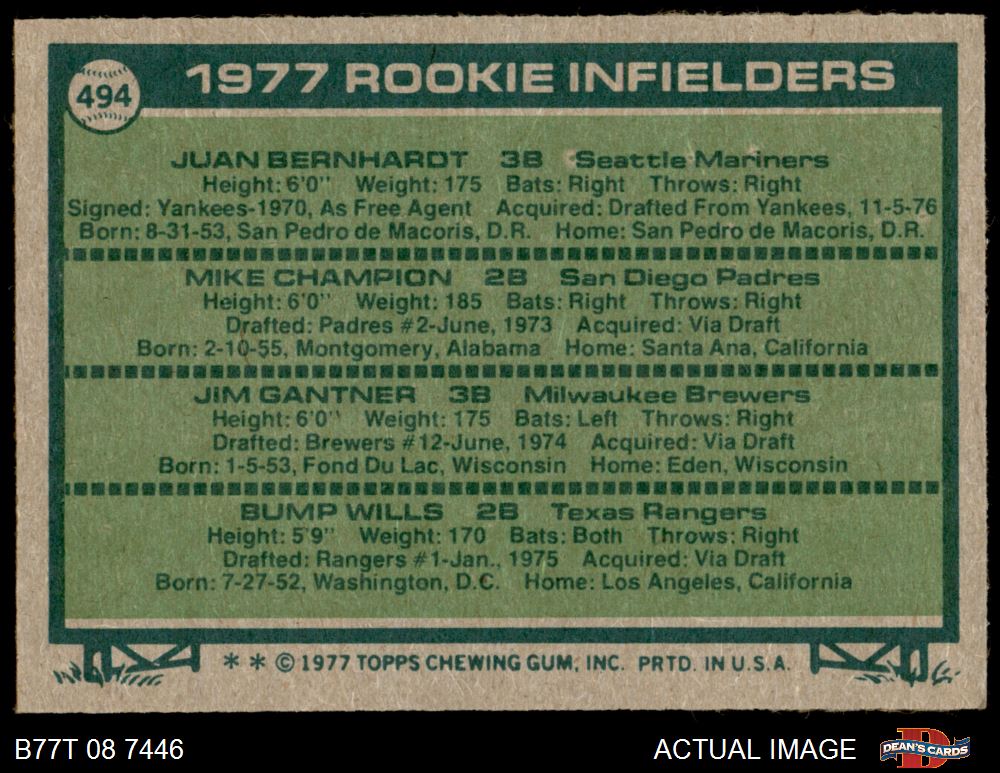 494
1977 ROOKIE INFIELDERS
JUAN BERNHARDT 3B Seattle Mariners
Height: 6'0" Weight: 175 Bats: Right Throws: Right
Signed: Yankees-1970, As Free Agent Acquired: Drafted From Yankees, 11-5-76
Born: 8-31-53, San Pedro de Macoris, D.R. Home: San Pedro de Macoris, D.R.
MIKE CHAMPION 2B San Diego Padres
Height: 6'0" Weight: 185 Bats: Right Throws: Right
Drafted: Padres #2-June, 1973 Acquired: Via Draft
Born: 2-10-55, Montgomery, Alabama Home: Santa Ana, California
JIM GANTNER 3B Milwaukee Brewers
Height: 6'0" Weight: 175 Bats: Left Throws: Right
Drafted: Brewers #12-June, 1974 Acquired: Via Draft
Born: 1-5-53, Fond Du Lac, Wisconsin Home: Eden, Wisconsin
BUMP WILLS 2B Texas Rangers
Height: 5'9" Weight: 170 Bats: Both Throws: Right
Drafted: Rangers #1-Jan., 1975 Acquired: Via Draft
Born: 7-27-52, Washington, D.C. Home: Los Angeles, California
* * © 1977 TOPPS CHEWING GUM, INC. PRTD. IN U.S.A.
B77T 08 7446 ACTUAL IMAGE DEAN'S CARDS